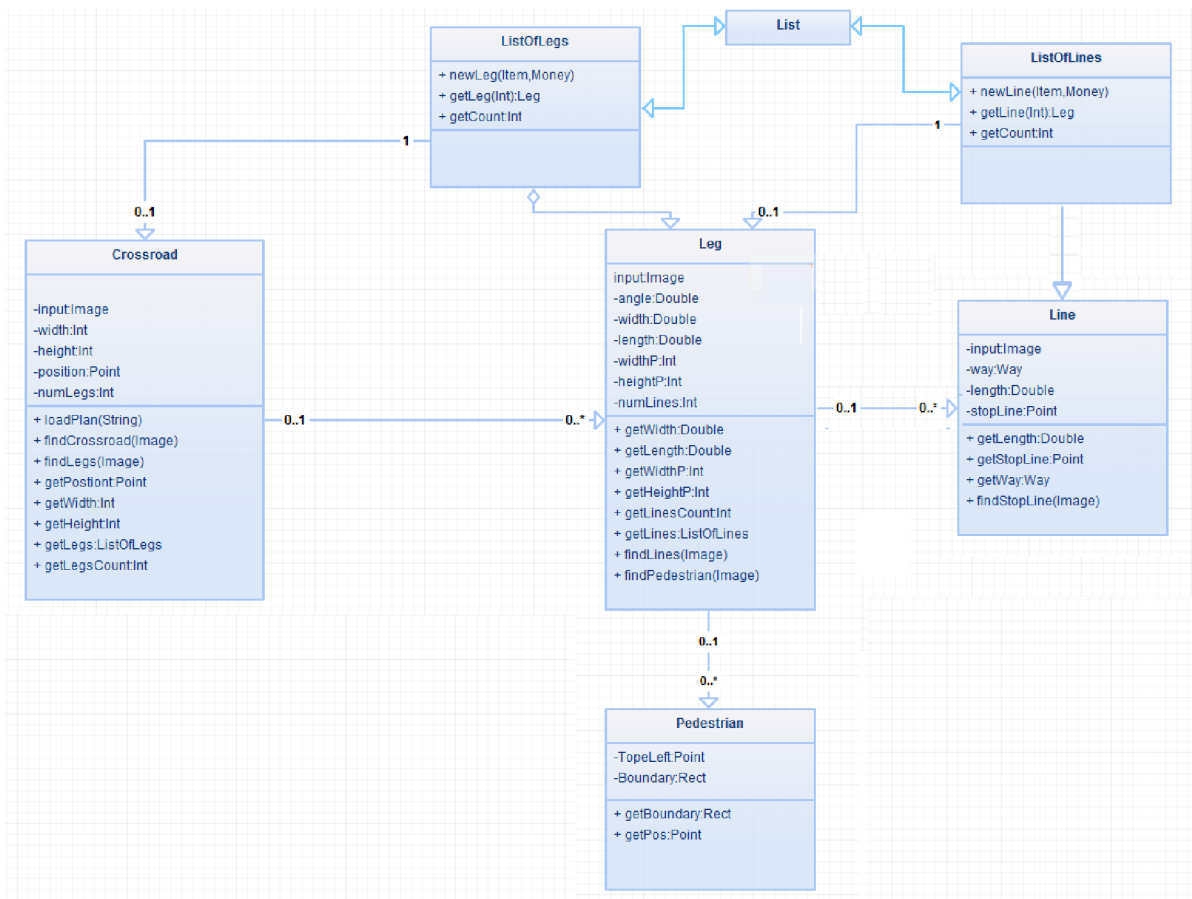 List
ListOfLegs
+ newLeg(Item,Money)
+ getLeg(Int):Leg
+ getCount:Int
ListOfLines
+ newLine(Item,Money)
+ getLine(Int):Leg
+ getCount:Int
1
0..1
1
0..1
Crossroad
-input:Image
-width:Int
-height:Int
-position:Point
-numLegs:Int
+ loadPlan(String)
+ findCrossroad(Image)
+ findLegs(Image)
+ getPostiont:Point
+ getWidth:Int
+ getHeight:Int
+ getLegs:ListOfLegs
+ getLegsCount:Int
0..1
0..*
Leg
input:Image
-angle:Double
-width:Double
-length:Double
-widthP:Int
-heightP:Int
-numLines:Int
+ getWidth:Double
+ getLength:Double
+ getWidthP:Int
+ getHeightP:Int
+ getLinesCount:Int
+ getLines:ListOfLines
+ findLines(Image)
+ findPedestrian(Image)
0..1
0..*
Line
-input:Image
-way:Way
-length:Double
-stopLine:Point
+ getLength:Double
+ getStopLine:Point
+ getWay:Way
+ findStopLine(Image)
0..1
0..*
Pedestrian
-TopeLeft:Point
-Boundary:Rect
+ getBoundary:Rect
+ getPos:Point